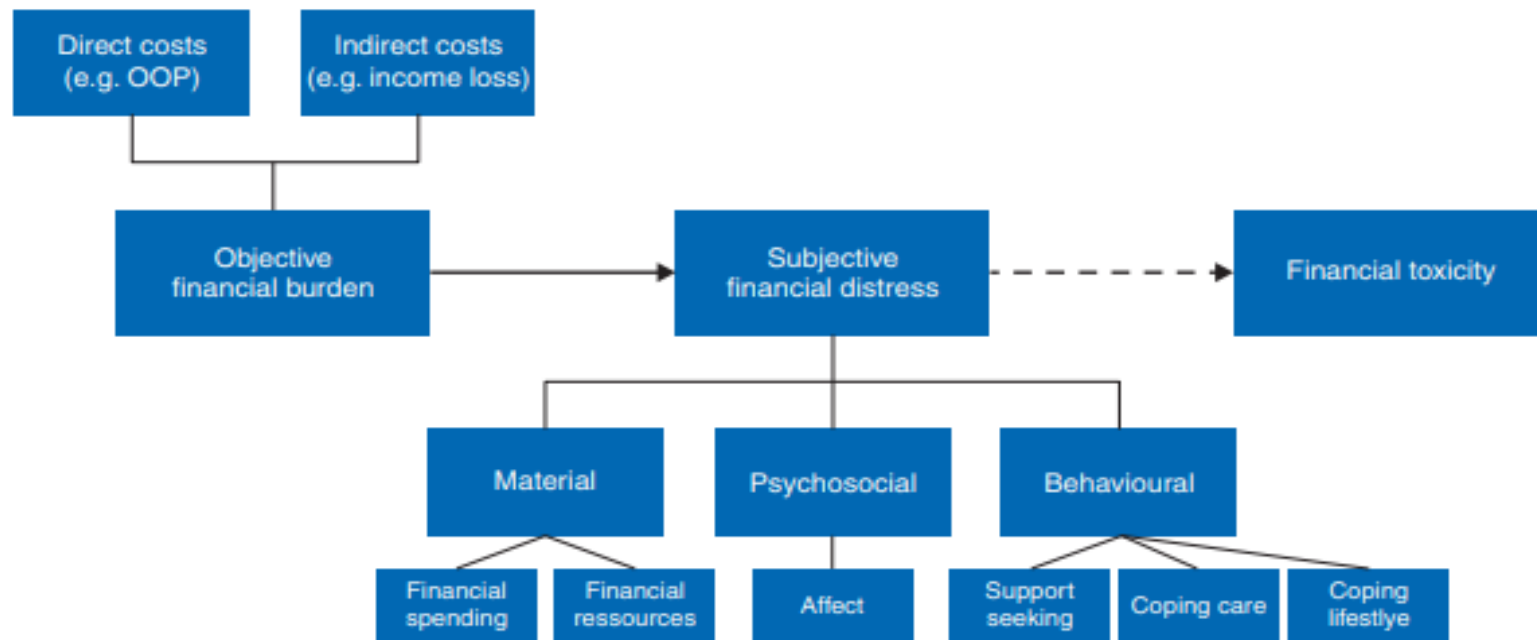 Direct costs
(e.g. OOP)
Indirect costs
(e.g. income loss)
Objective
financial burden
Subjective
financial distress
Financial toxicity
Material
Psychosocial
Behavioural
Financial
spending
Financial
ressources
Affect
Support
seeking
Coping care
Coping
lifestlye